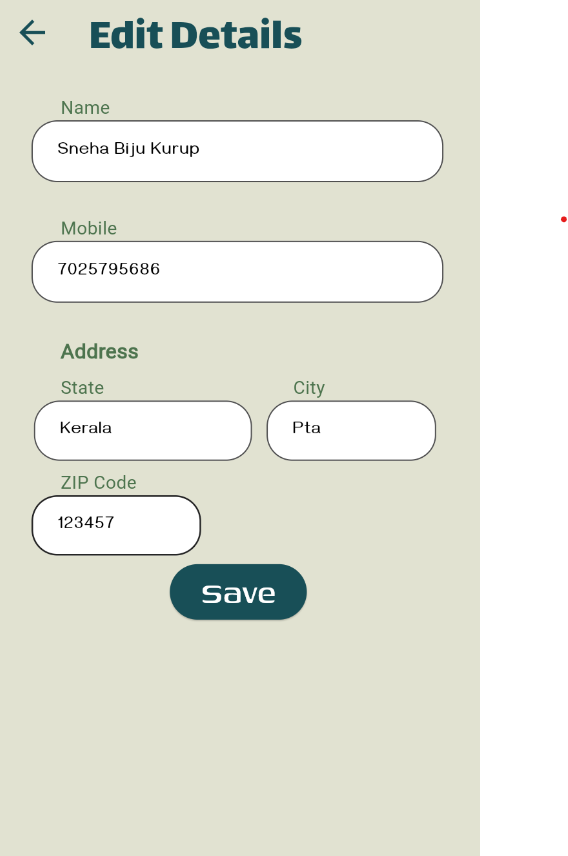 Edit Details
Name
Sneha Biju Kurup
Mobile
7025795686
Address
State
City
Kerala
Pta
ZIP Code
123457
Save